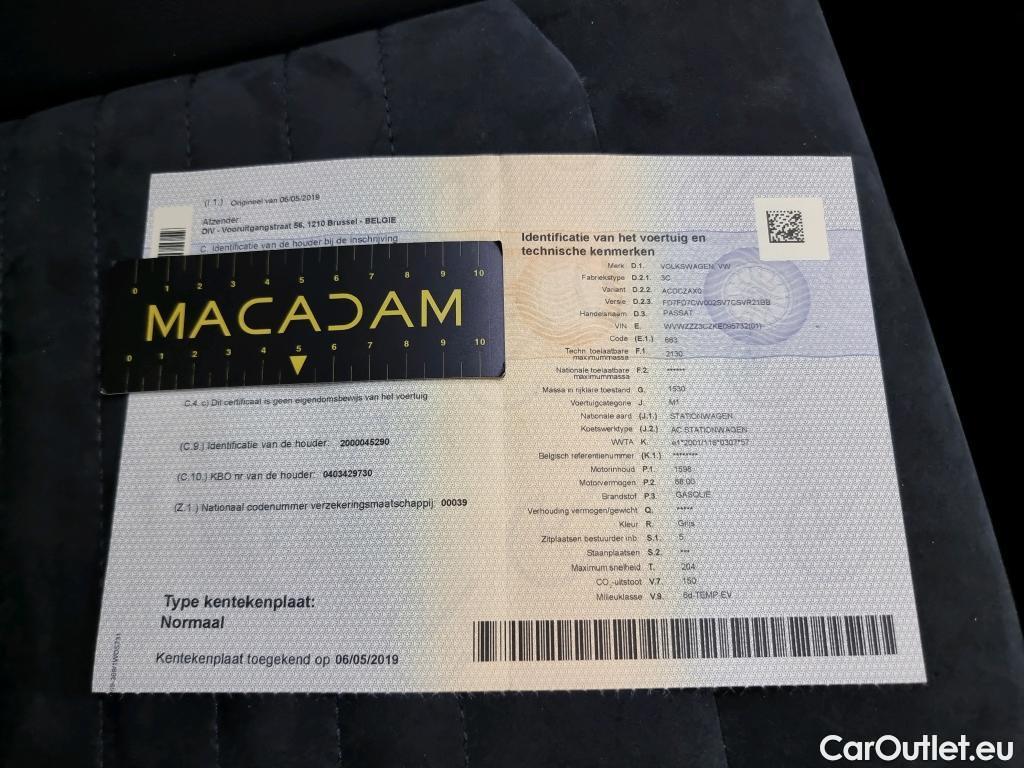 (I.1.) Origineel van 06/05/2019
Afzender
DIV - Vooruitgangstraat 56, 1210 Brussel - BELGIE
C. Identificatie van de houder bij de inschrijving
0 1 2 3 4 5 6 7 8 9 10
MACADAM
0 1 2 3 4 5 6 7 8 9 10
C.4. c) Dit certificaat is geen eigendomsbewijs van het voertuig
(C.9.) Identificatie van de houder: 2000045290
(C.10.) KBO nr van de houder: 0403429730
(Z.1.) Nationaal codenummer verzekeringsmaatschappij: 00039
Type kentekenplaat:
Normaal
Kentekenplaat toegekend op 06/05/2019
Identificatie van het voertuig en
technische kenmerken
Merk D.1. VOLKSWAGEN, VW
Fabriekstype D.2.1. 3C
Variant D.2.2. ACDCZAX0
Versie D.2.3. FD7FD7CW002SV7CSVR21BB
Handelsnaam D.3. PASSAT
VIN E. WVWZZZ3CZKE095732(01) -
Code (E.1.) 663
Techn. toelaatbare F.1. 2130
maximummassa
Nationale toelaatbare F.2. ******
maximummassa
Massa in rijklare toestand G. 1530
Voertuigcategorie J. M1
Nationale aard (J.1.) STATIONWAGEN
Koetswerktype (J.2.) AC STATIONWAGEN
WVTA K. e1*2001/116*0307*57
Belgisch referentienummer (K.1.) ********
Motorinhoud P.1. 1598
Motorvermogen P.2. 88.00
Brandstof P.3. GASOLIE
Verhouding vermogen/gewicht Q. *****
Kleur R. Grijs
Zitplaatsen bestuurder inb. S.1. 5
Staanplaatsen S.2. ***
Maximum snelheid T. 204
CO₂-uitstoot V.7. 150
Milieuklasse V.9. 6d-TEMP EV
CarOutlet.eu